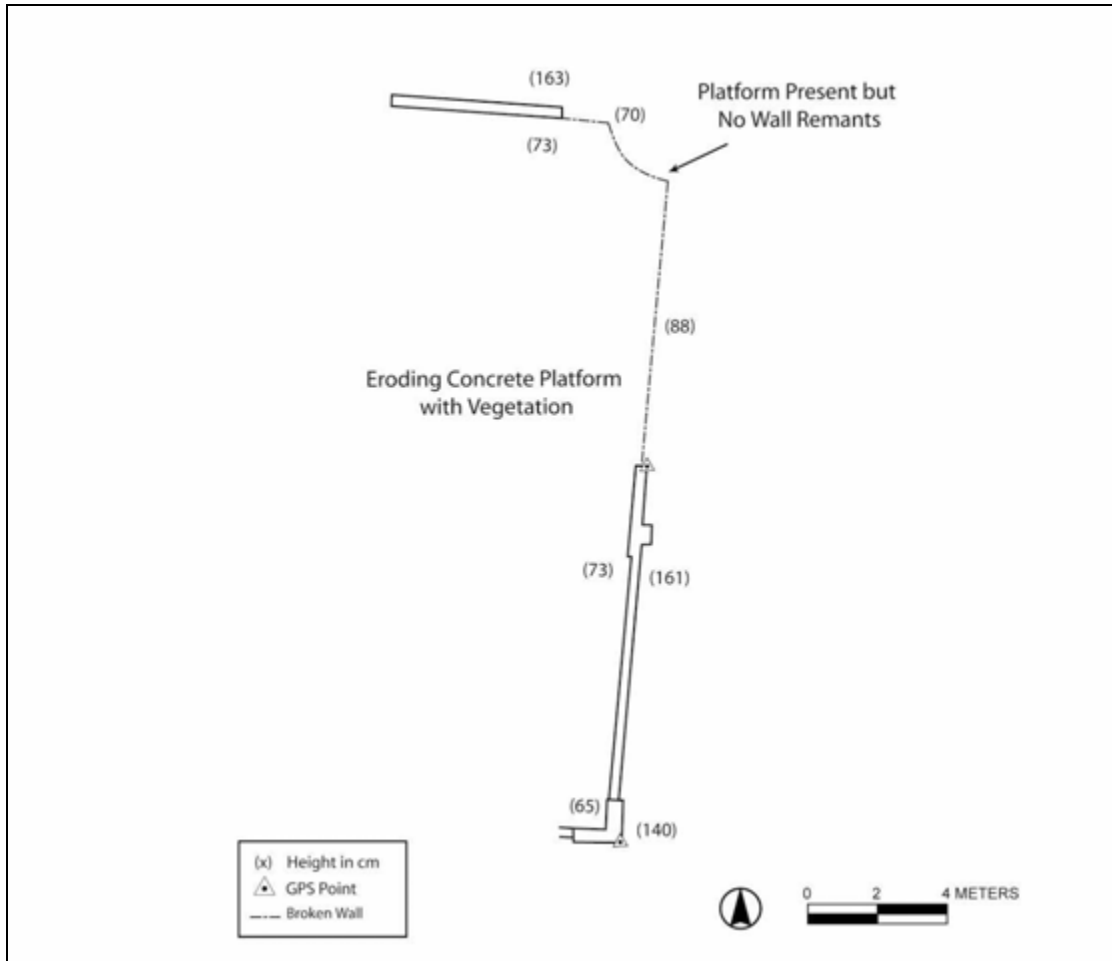 (163)
Platform Present but
No Wall Remants
(70)
(73)
(88)
Eroding Concrete Platform
with Vegetation
(73)
(161)
(65)
(140)
(x) Height in cm
GPS Point
Broken Wall
0 2 4 METERS